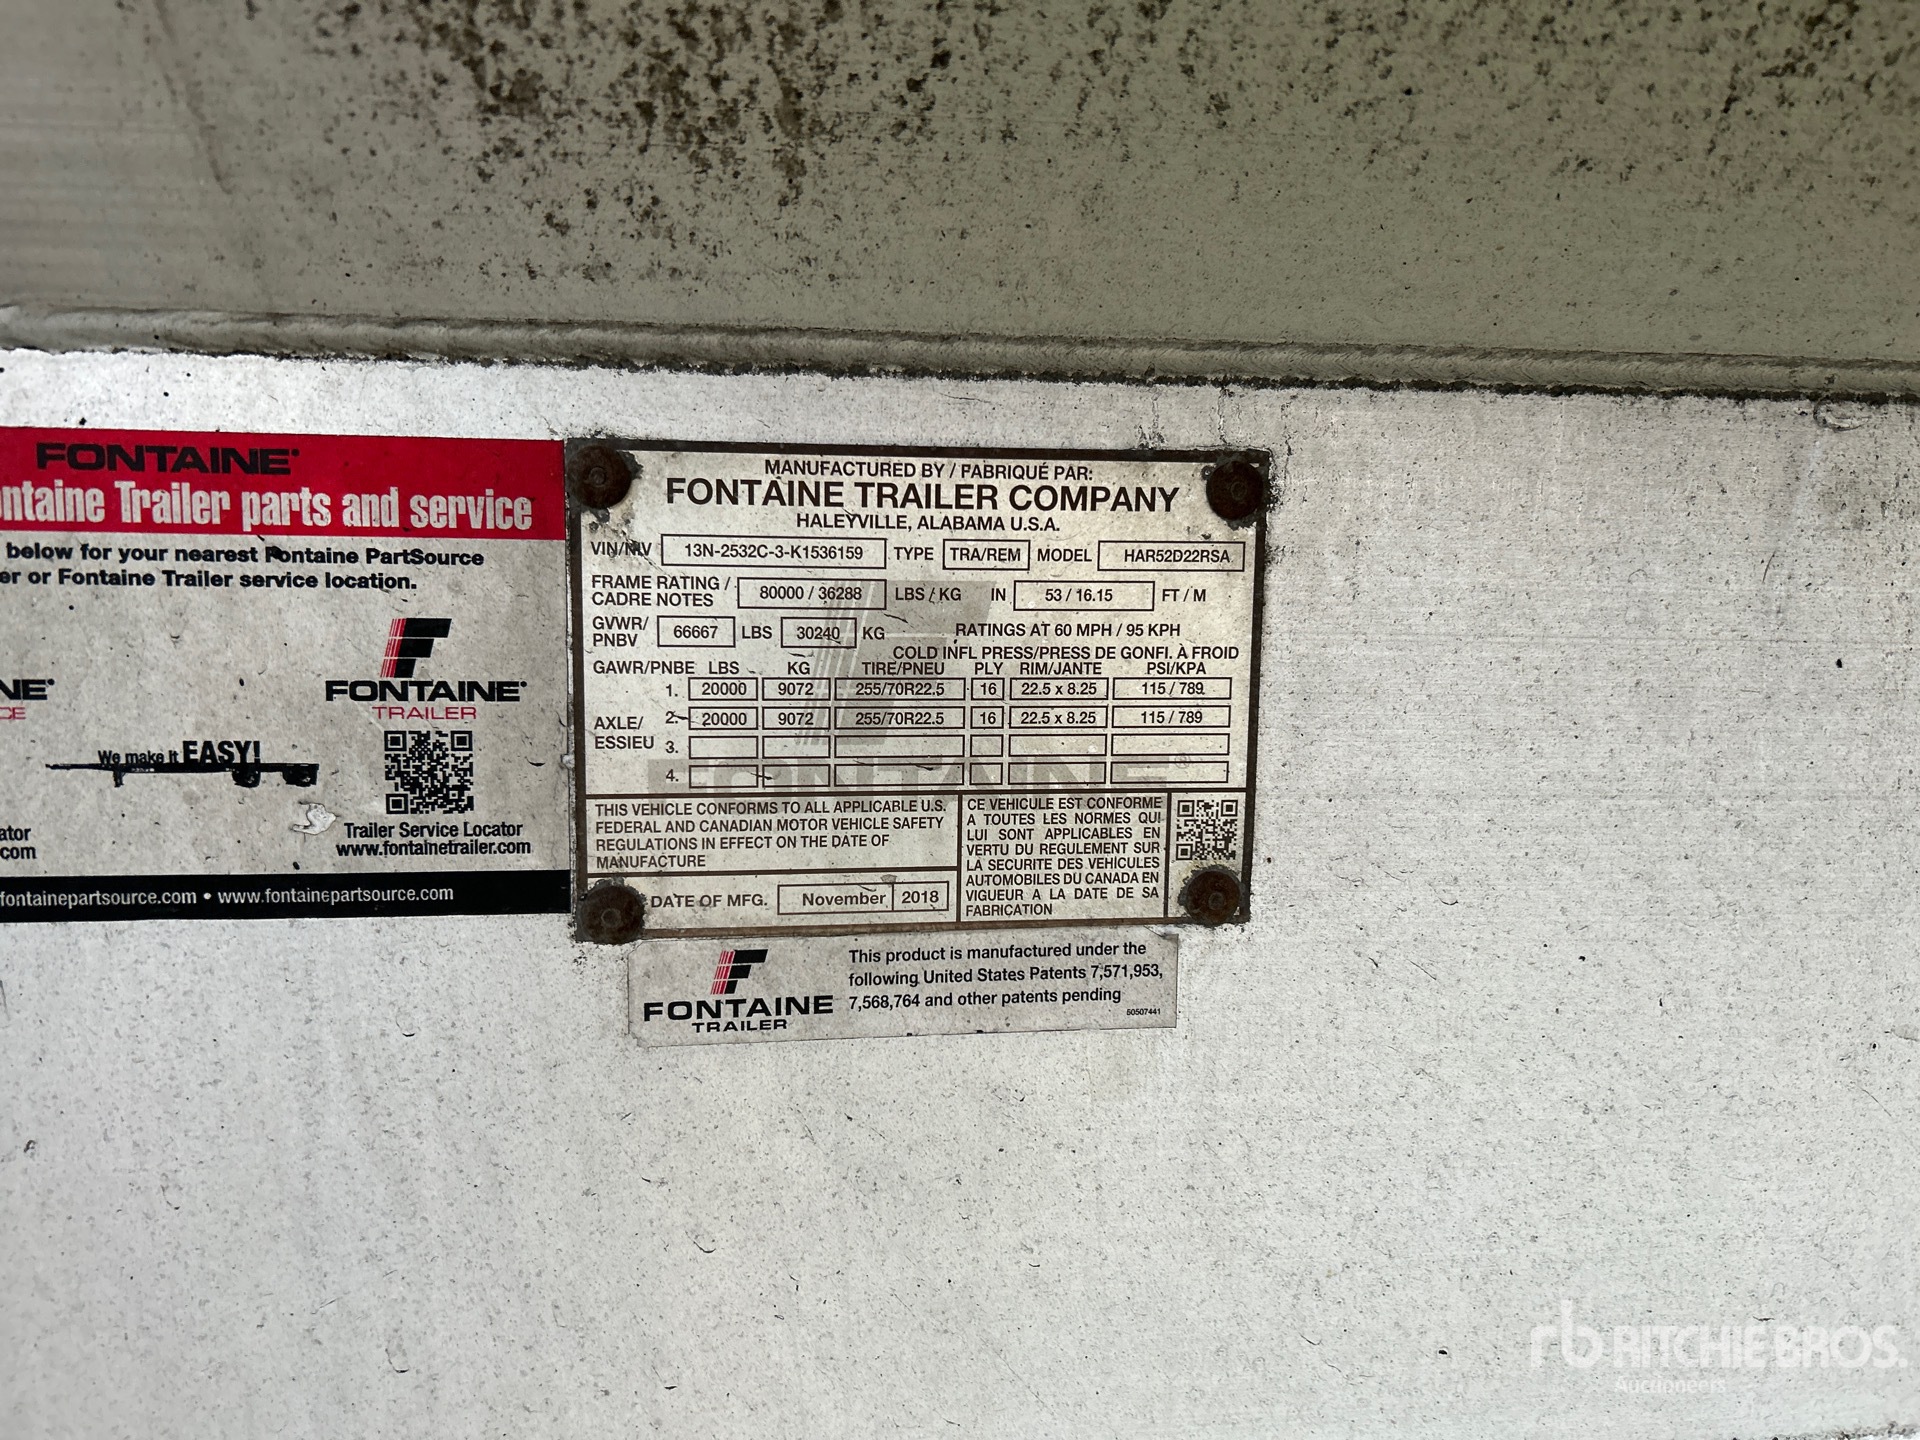 FONTAINE®
ntaine Trailer parts and service
below for your nearest Fontaine PartSource
er or Fontaine Trailer service location.
NE®
CE
FONTAINE®
TRAILER
We make it EASY!
Trailer Service Locator
www.fontainetrailer.com
ator
com
fontainepartsource.com • www.fontainepartsource.com
MANUFACTURED BY / FABRIQUÉ PAR:
FONTAINE TRAILER COMPANY
HALEYVILLE, ALABAMA U.S.A.
VIN/NIV 13N-2532C-3-K1536159 TYPE TRA/REM MODEL HAR52D22RSA
FRAME RATING /
CADRE NOTES 80000 / 36288 LBS / KG IN 53 / 16.15 FT / M
GVWR/
PNBV 66667 LBS 30240 KG RATINGS AT 60 MPH / 95 KPH
COLD INFL PRESS/PRESS DE GONFI. À FROID
GAWR/PNBE LBS KG TIRE/PNEU PLY RIM/JANTE PSI/KPA
1. 20000 9072 255/70R22.5 16 22.5 x 8.25 115 / 789
AXLE/
ESSIEU
2. 20000 9072 255/70R22.5 16 22.5 x 8.25 115 / 789
3.
4.
FONTAINE®
THIS VEHICLE CONFORMS TO ALL APPLICABLE U.S.
FEDERAL AND CANADIAN MOTOR VEHICLE SAFETY
REGULATIONS IN EFFECT ON THE DATE OF
MANUFACTURE
DATE OF MFG. November 2018
CE VEHICULE EST CONFORME
A TOUTES LES NORMES QUI
LUI SONT APPLICABLES EN
VERTU DU REGULEMENT SUR
LA SECURITE DES VEHICULES
AUTOMOBILES DU CANADA EN
VIGUEUR A LA DATE DE SA
FABRICATION
FONTAINE
TRAILER
This product is manufactured under the
following United States Patents 7,571,953,
7,568,764 and other patents pending
50507441
rb RITCHIE BROS.
Auctioneers